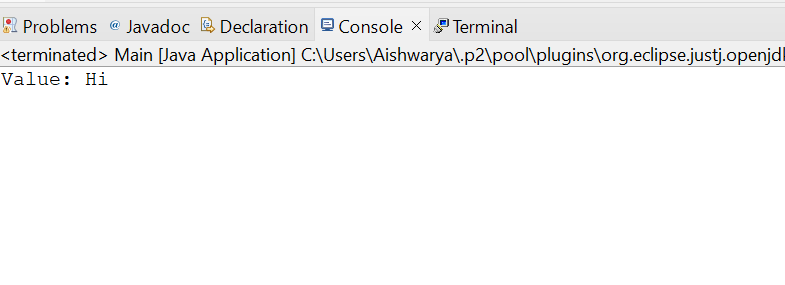 Problems @ Javadoc Declaration Console Terminal
<terminated> Main [Java Application] C:\Users\Aishwarya\.p2\pool\plugins\org.eclipse.justj.openjdl
Value: Hi